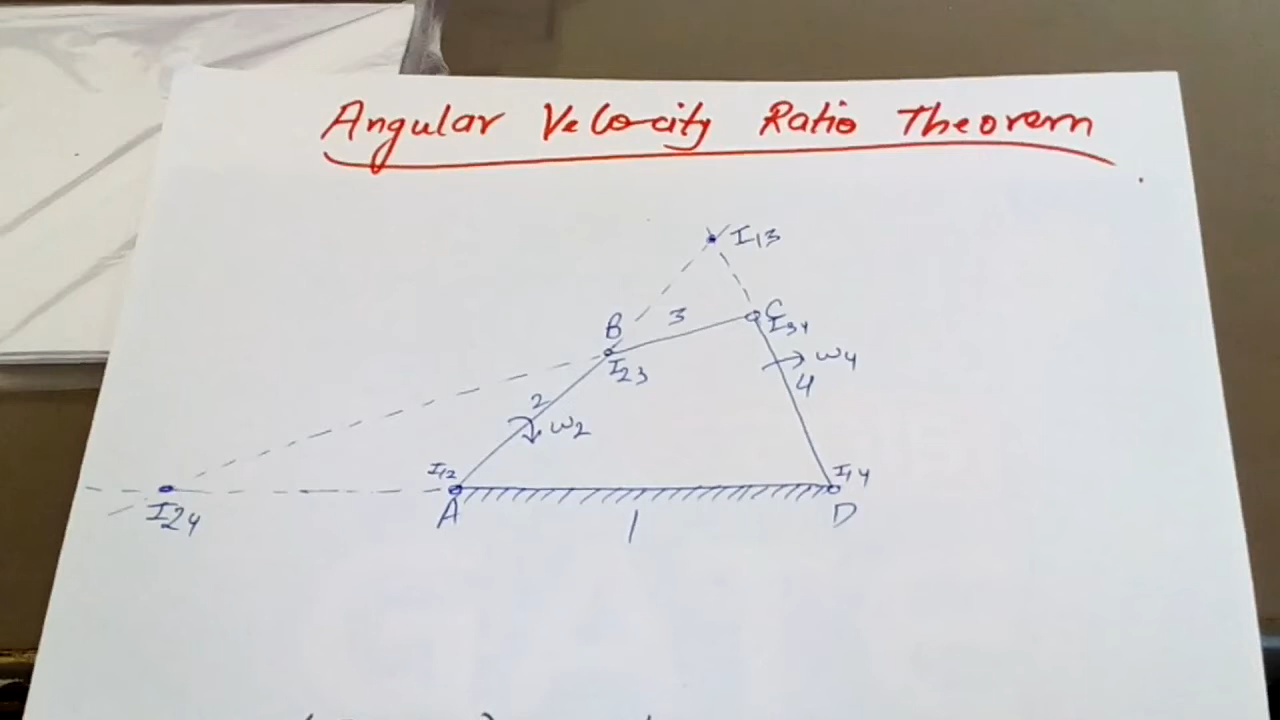 Angular Velocity Ratio Theorem
I13
B
3
C
I34
I23
ω4
4
2
ω2
I12
I14
I24
A
1
D